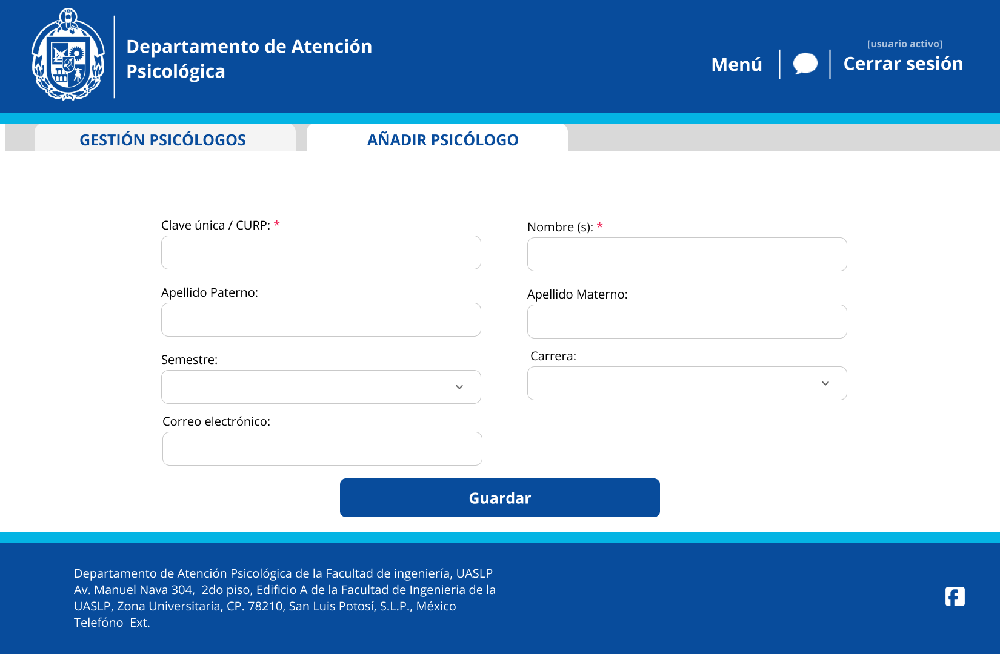 Departamento de Atención
Psicológica
[usuario activo]
Menú
Cerrar sesión
GESTIÓN PSICÓLOGOS
AÑADIR PSICÓLOGO
Clave única / CURP: *
Nombre (s): *
Apellido Paterno:
Apellido Materno:
Semestre:
Carrera:
Correo electrónico:
Guardar
Departamento de Atención Psicológica de la Facultad de ingeniería, UASLP
Av. Manuel Nava 304,  2do piso, Edificio A de la Facultad de Ingenieria de la
UASLP, Zona Universitaria, CP. 78210, San Luis Potosí, S.L.P., México
Telefóno  Ext.